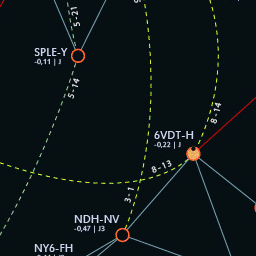 5-21
SPLE-Y
-0,11 | J
5-14
8-14
6VDT-H
-0,22 | J
8-13
3-1
NDH-NV
-0,47 | J3
NY6-FH